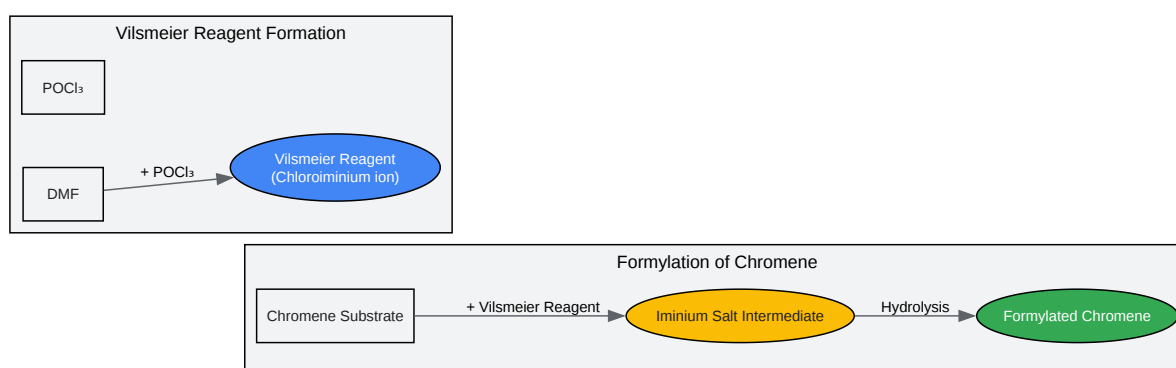 Vilsmeier Reagent Formation
POCl₃
DMF
+ POCl₃
Vilsmeier Reagent
(Chloroiminium ion)
Formylation of Chromene
Chromene Substrate
+ Vilsmeier Reagent
Iminium Salt Intermediate
Hydrolysis
Formylated Chromene